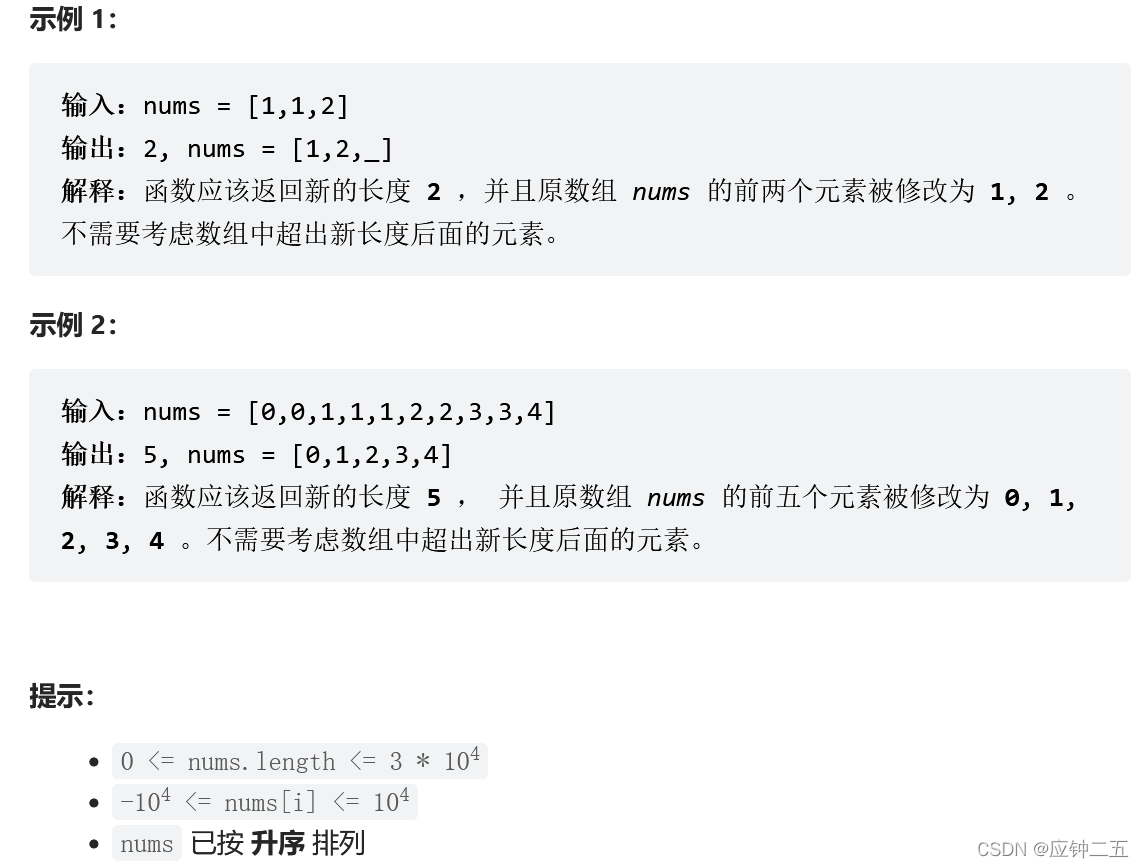 示例 1：
输入：nums = [1,1,2]
输出：2, nums = [1,2,_]
解释：函数应该返回新的长度 2 ，并且原数组 nums 的前两个元素被修改为 1, 2 。
不需要考虑数组中超出新长度后面的元素。
示例 2：
输入：nums = [0,0,1,1,1,2,2,3,3,4]
输出：5, nums = [0,1,2,3,4]
解释：函数应该返回新的长度 5 ， 并且原数组 nums 的前五个元素被修改为 0, 1,
2, 3, 4 。不需要考虑数组中超出新长度后面的元素。
提示：
• 0 <= nums.length <= 3 * 10⁴
• -10⁴ <= nums[i] <= 10⁴
• nums 已按 升序 排列
CSDN @应钟二五